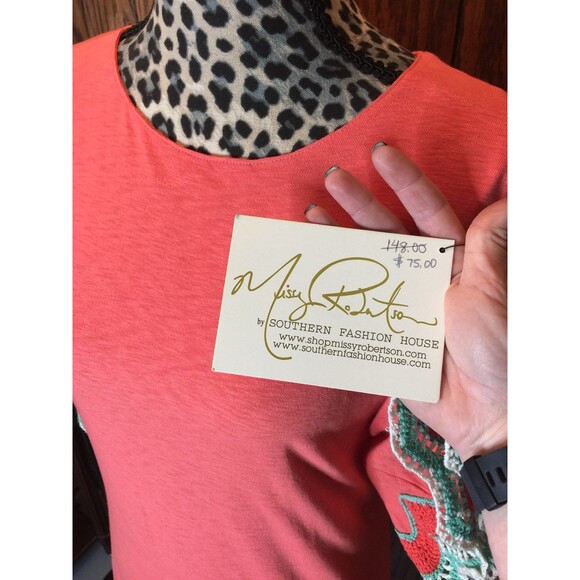 148.00
$75.00
Missy Robertson
by SOUTHERN FASHION HOUSE
www.shopmissyrobertson.com
www.southernfashionhouse.com